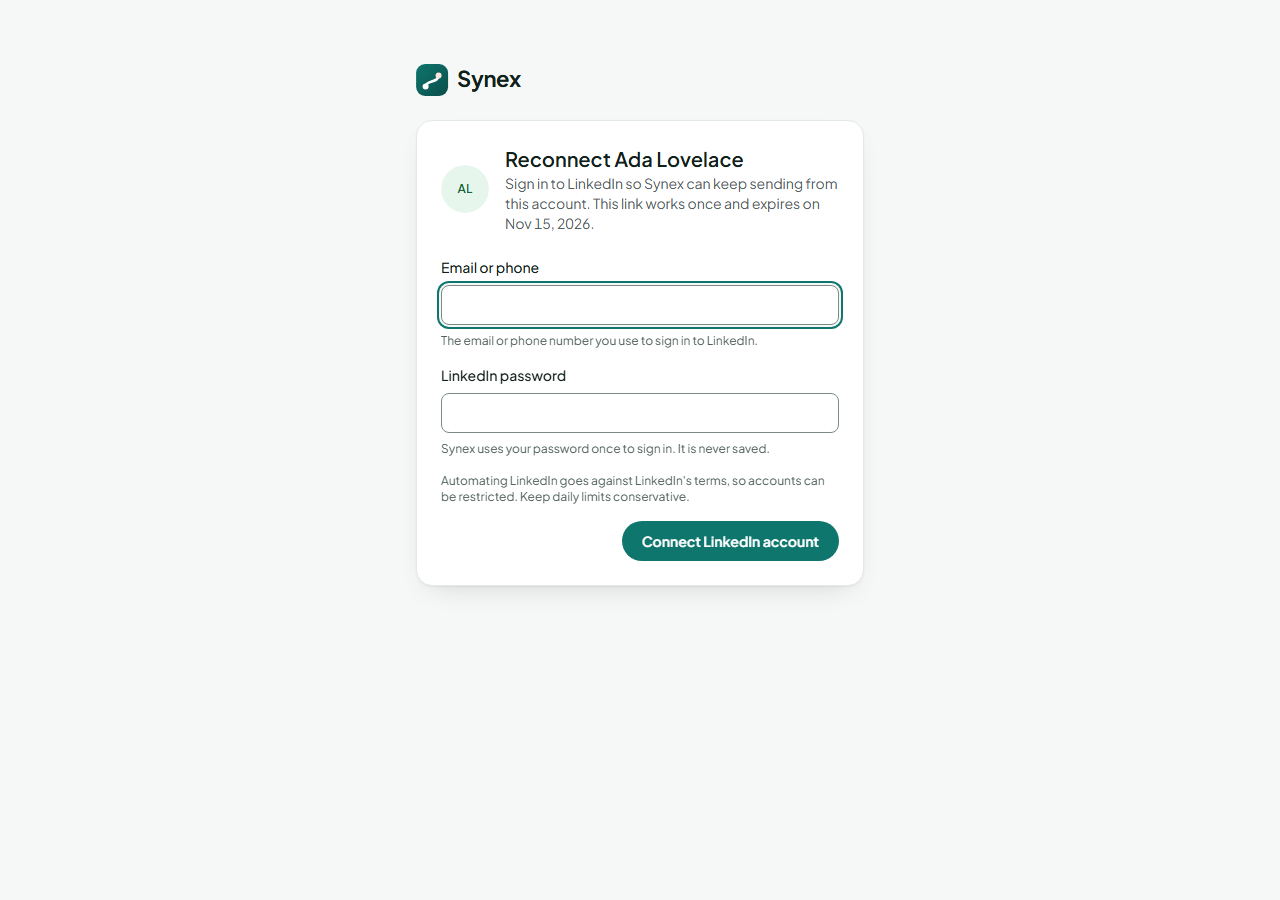 Synex
AL
Reconnect Ada Lovelace
Sign in to LinkedIn so Synex can keep sending from
this account. This link works once and expires on
Nov 15, 2026.
Email or phone
The email or phone number you use to sign in to LinkedIn.
LinkedIn password
Synex uses your password once to sign in. It is never saved.
Automating LinkedIn goes against LinkedIn's terms, so accounts can
be restricted. Keep daily limits conservative.
Connect LinkedIn account